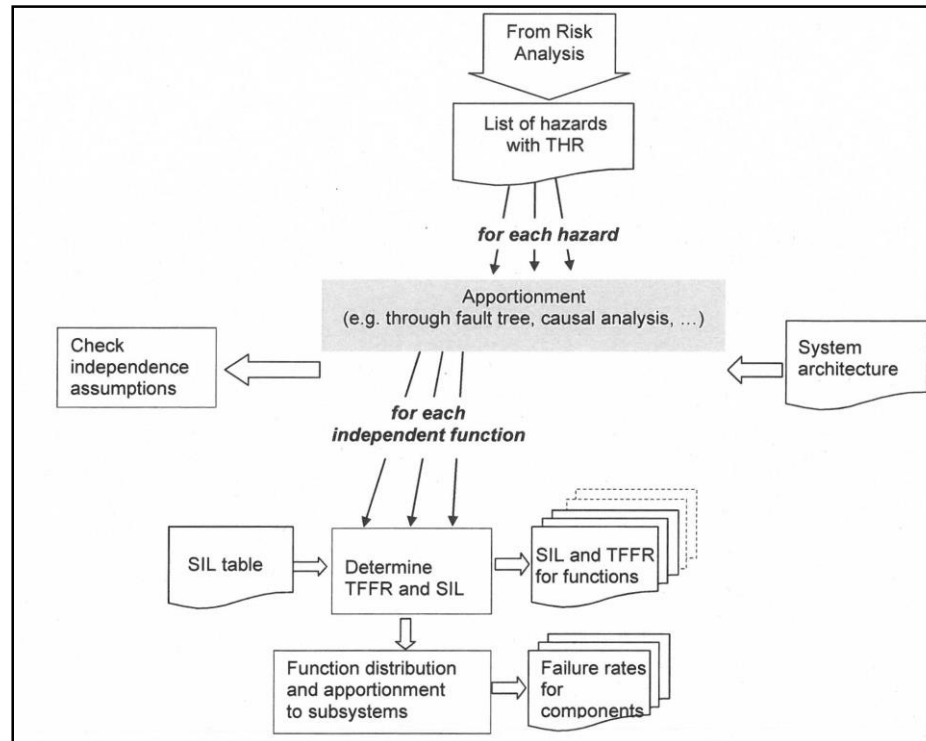 From Risk
Analysis
List of hazards
with THR
for each hazard
Apportionment
(e.g. through fault tree, causal analysis, …)
Check
independence
assumptions
System
architecture
for each
independent function
SIL table
Determine
TFFR and SIL
SIL and TFFR
for functions
Function distribution
and apportionment
to subsystems
Failure rates
for
components